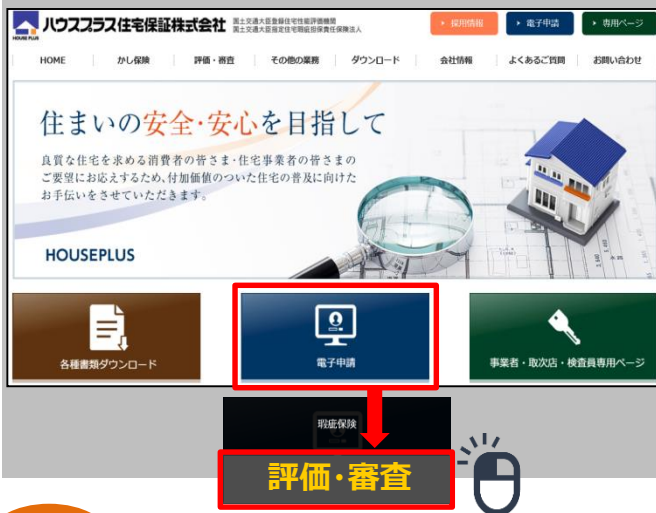 HOUSE PLUS
ハウスプラス住宅保証株式会社
国土交通大臣登録住宅性能評価機関
国土交通大臣指定住宅瑕疵担保責任保険法人
採用情報
電子申請
専用ページ
HOME
かし保険
評価・審査
その他の業務
ダウンロード
会社情報
よくあるご質問
お問い合わせ
住まいの安全・安心を目指して
良質な住宅を求める消費者の皆さま・住宅事業者の皆さまの
ご要望にお応えするため、付加価値のついた住宅の普及に向けた
お手伝いをさせていただきます。
HOUSEPLUS
各種書類ダウンロード
電子申請
事業者・取次店・検査員専用ページ
瑕疵保険
評価・審査